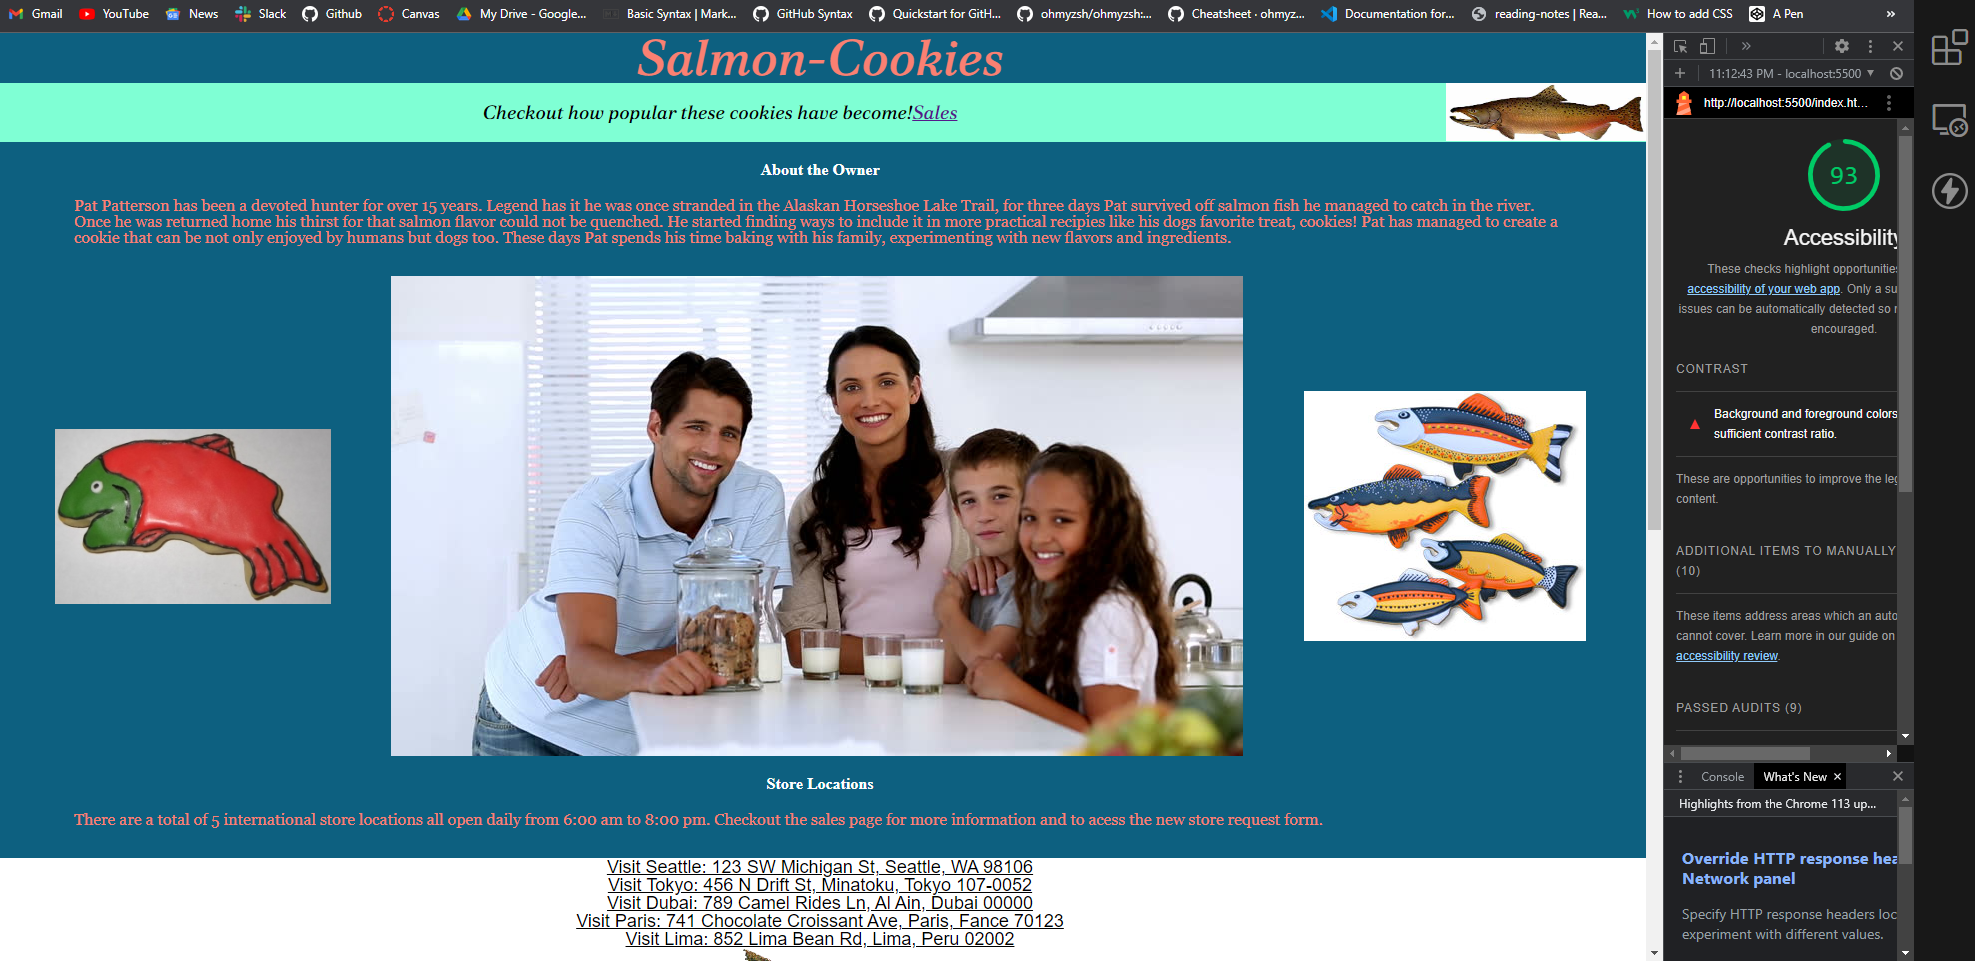 Gmail YouTube News Slack Github Canvas My Drive - Google... Basic Syntax | Mark... GitHub Syntax Quickstart for GitH... ohmyzsh/ohmyzsh:... Cheatsheet · ohmyz... Documentation for... reading-notes | Rea... How to add CSS A Pen »
Salmon-Cookies
Checkout how popular these cookies have become!Sales
About the Owner
Pat Patterson has been a devoted hunter for over 15 years. Legend has it he was once stranded in the Alaskan Horseshoe Lake Trail, for three days Pat survived off salmon fish he managed to catch in the river.
Once he was returned home his thirst for that salmon flavor could not be quenched. He started finding ways to include it in more practical recipies like his dogs favorite treat, cookies! Pat has managed to create a
cookie that can be not only enjoyed by humans but dogs too. These days Pat spends his time baking with his family, experimenting with new flavors and ingredients.
Store Locations
There are a total of 5 international store locations all open daily from 6:00 am to 8:00 pm. Checkout the sales page for more information and to acess the new store request form.
Visit Seattle: 123 SW Michigan St, Seattle, WA 98106
Visit Tokyo: 456 N Drift St, Minatoku, Tokyo 107-0052
Visit Dubai: 789 Camel Rides Ln, Al Ain, Dubai 00000
Visit Paris: 741 Chocolate Croissant Ave, Paris, Fance 70123
Visit Lima: 852 Lima Bean Rd, Lima, Peru 02002
»
11:12:43 PM - localhost:5500
http://localhost:5500/index.ht...
93
Accessibility
These checks highlight opportunitie
accessibility of your web app. Only a su
issues can be automatically detected so r
encouraged.
CONTRAST
Background and foreground colors
sufficient contrast ratio.
These are opportunities to improve the leg
content.
ADDITIONAL ITEMS TO MANUALLY
(10)
These items address areas which an auto
cannot cover. Learn more in our guide on
accessibility review.
PASSED AUDITS (9)
Console What's New
Highlights from the Chrome 113 up...
Override HTTP response hea
Network panel
Specify HTTP response headers loc
experiment with different values.